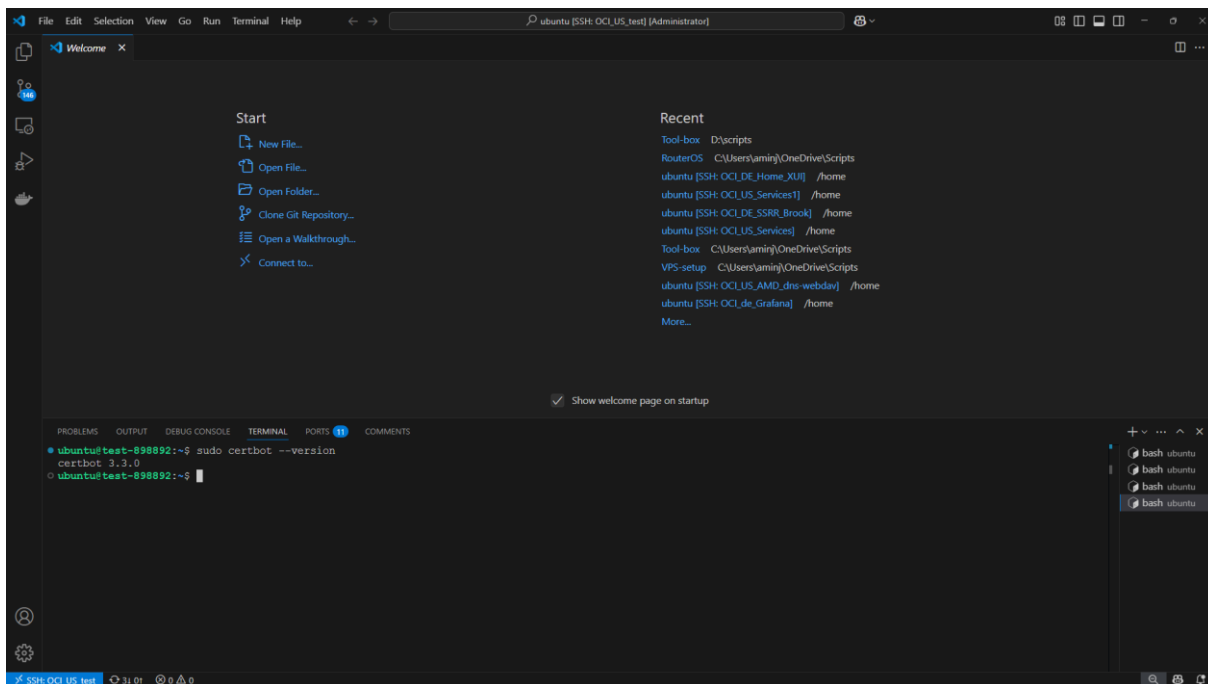 File Edit Selection View Go Run Terminal Help
ubuntu [SSH: OCI_US_test] [Administrator]
Welcome
146
Start
New File...
Open File...
Open Folder...
Clone Git Repository...
Open a Walkthrough...
Connect to...
Recent
Tool-box D:\scripts
RouterOS C:\Users\aminj\OneDrive\Scripts
ubuntu [SSH: OCI_DE_Home_XUI] /home
ubuntu [SSH: OCI_US_Services1] /home
ubuntu [SSH: OCI_DE_SSRR_Brook] /home
ubuntu [SSH: OCI_US_Services] /home
Tool-box C:\Users\aminj\OneDrive\Scripts
VPS-setup C:\Users\aminj\OneDrive\Scripts
ubuntu [SSH: OCI_US_AMD_dns-webdav] /home
ubuntu [SSH: OCI_de_Grafana] /home
More...
Show welcome page on startup
PROBLEMS OUTPUT DEBUG CONSOLE TERMINAL PORTS 11 COMMENTS
ubuntu@test-898892:~$ sudo certbot --version
certbot 3.3.0
ubuntu@test-898892:~$
bash ubuntu
bash ubuntu
bash ubuntu
bash ubuntu
SSH: OCI_US_test 3↓ 0↑ 0 0